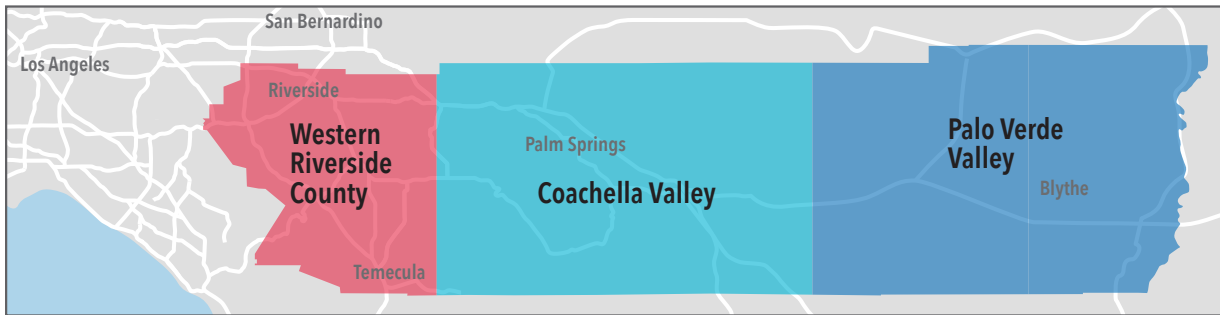 San Bernardino
Los Angeles
Riverside
Western
Riverside
County
Palm Springs
Coachella Valley
Palo Verde
Valley
Blythe
Temecula